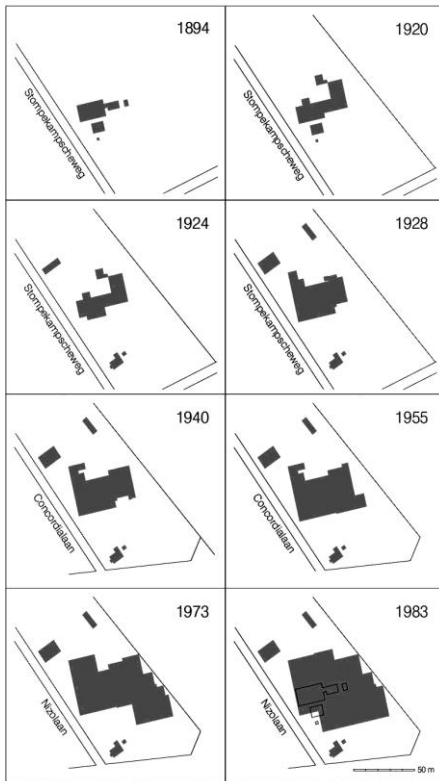 1894
Stompekampscheweg
1920
Stompekampscheweg
1924
Stompekampscheweg
1928
Stompekampscheweg
1940
Concordialaan
1955
Concordialaan
1973
Nizolaan
1983
Nizolaan
50 m